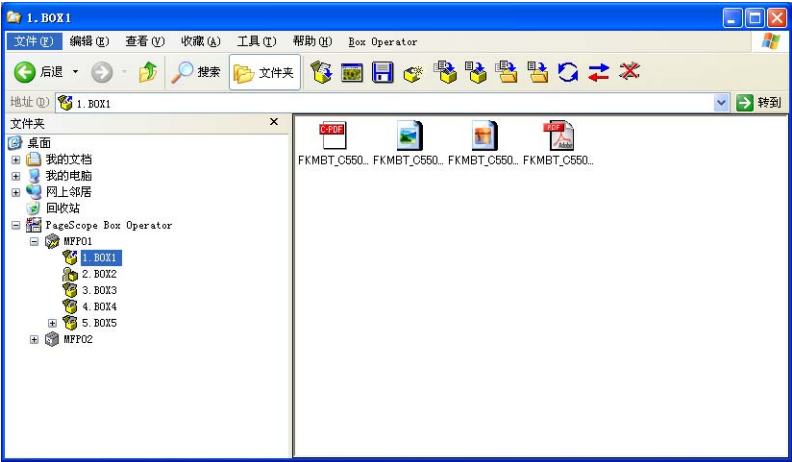 1. BOX1
文件(F) 编辑(E) 查看(V) 收藏(A) 工具(T) 帮助(H) Box Operator
后退 搜索 文件夹
地址(D) 1. BOX1 转到
文件夹
桌面
我的文档
我的电脑
网上邻居
回收站
PageScope Box Operator
MFP01
1. BOX1
2. BOX2
3. BOX3
4. BOX4
5. BOX5
MFP02
C-PDF PDF Adobe
FKMBT_C550... FKMBT_C550... FKMBT_C550... FKMBT_C550...